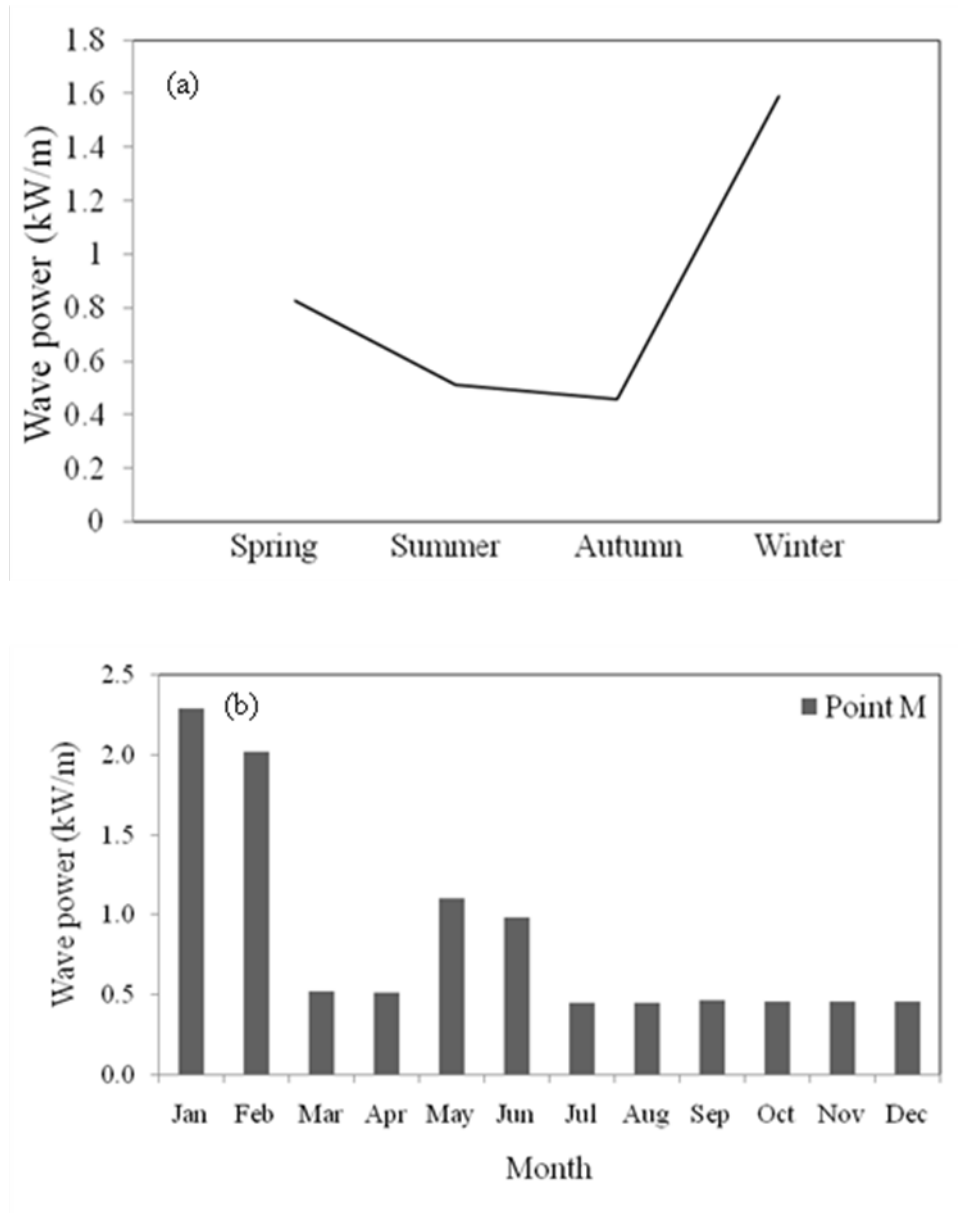 1.8
(a)
1.6
1.4
1.2
1
0.8
0.6
0.4
0.2
0
Wave power (kW/m)
Spring Summer Autumn Winter
2.5
(b)
Point M
2.0
1.5
1.0
0.5
0.0
Wave power (kW/m)
Jan Feb Mar Apr May Jun Jul Aug Sep Oct Nov Dec
Month